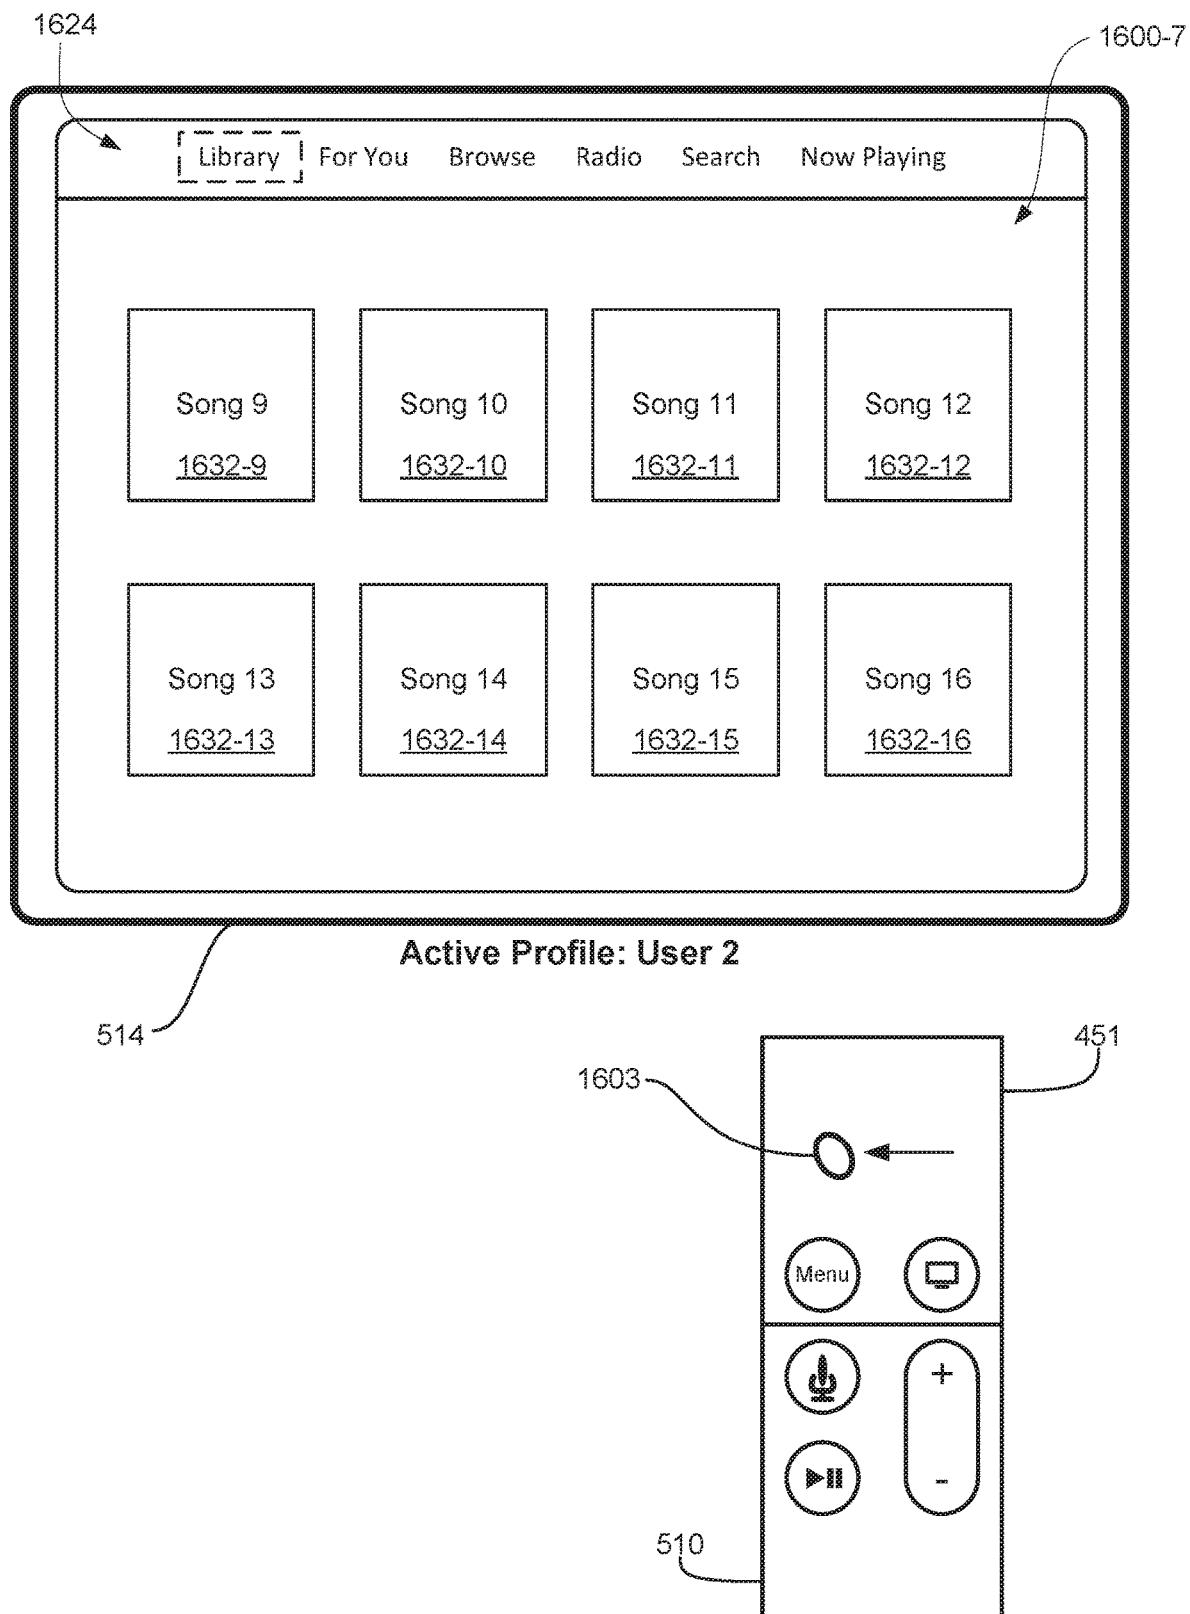 1624
1600-7
Library For You Browse Radio Search Now Playing
Song 9 Song 10 Song 11 Song 12
1632-9 1632-10 1632-11 1632-12
Song 13 Song 14 Song 15 Song 16
1632-13 1632-14 1632-15 1632-16
Active Profile: User 2
514
451
1603
Menu
+
-
510